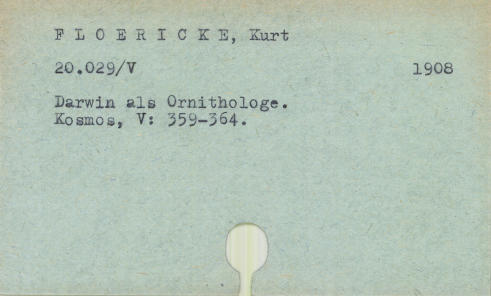 F L O E R I C K E, Kurt
20.029/V 1908
Darwin als Ornithologe.
Kosmos, V: 359-364.